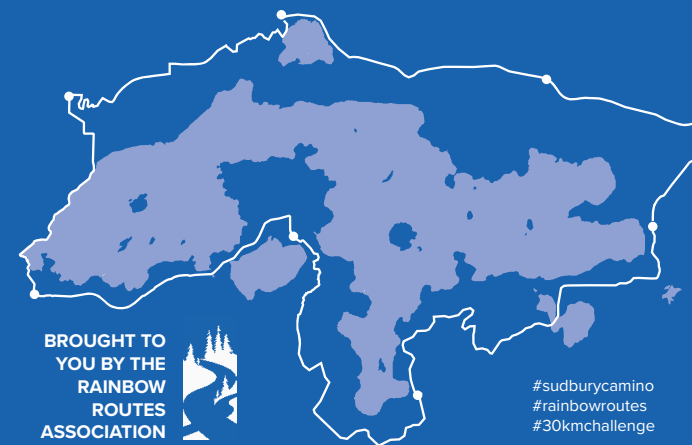 BROUGHT TO
YOU BY THE
RAINBOW
ROUTES
ASSOCIATION
#sudburycamino
#rainbowroutes
#30kmchallenge